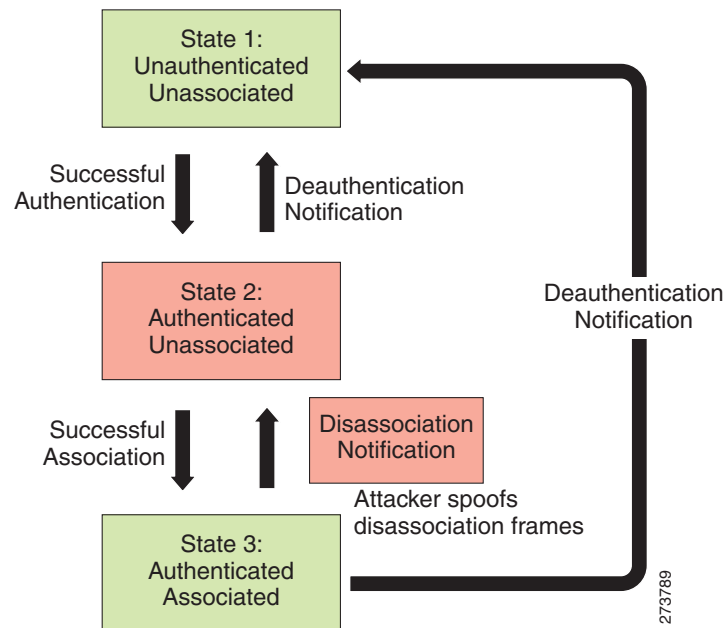 State 1:
Unauthenticated
Unassociated
Successful
Authentication
Deauthentication
Notification
State 2:
Authenticated
Unassociated
Deauthentication
Notification
Successful
Association
Disassociation
Notification
Attacker spoofs
disassociation frames
State 3:
Authenticated
Associated
273789